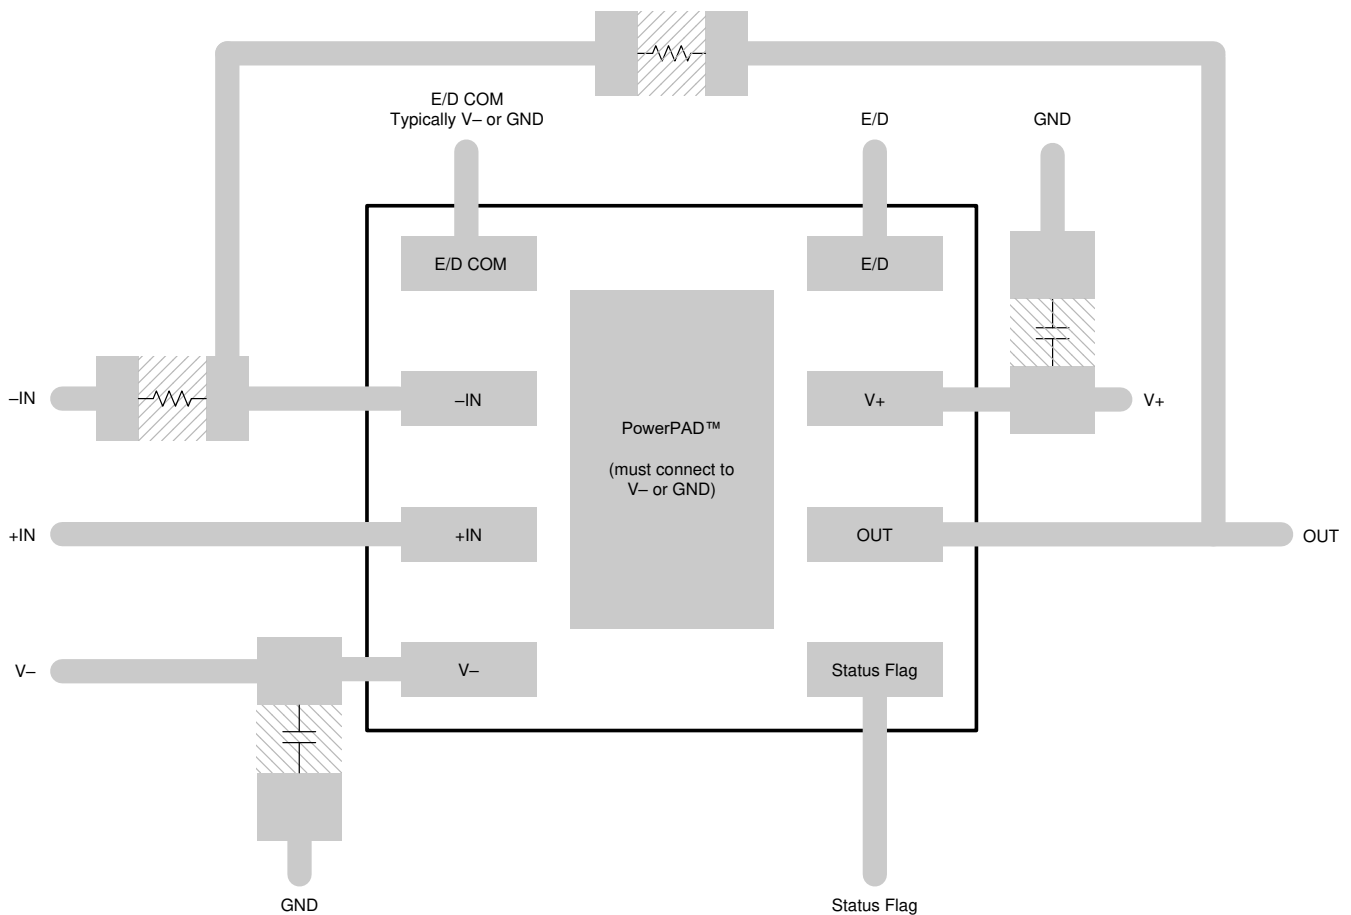 E/D COM
Typically V– or GND
E/D
GND
E/D COM
E/D
–IN
–IN
PowerPAD™
(must connect to
V– or GND)
V+
V+
+IN
+IN
OUT
OUT
V–
V–
Status Flag
GND
Status Flag